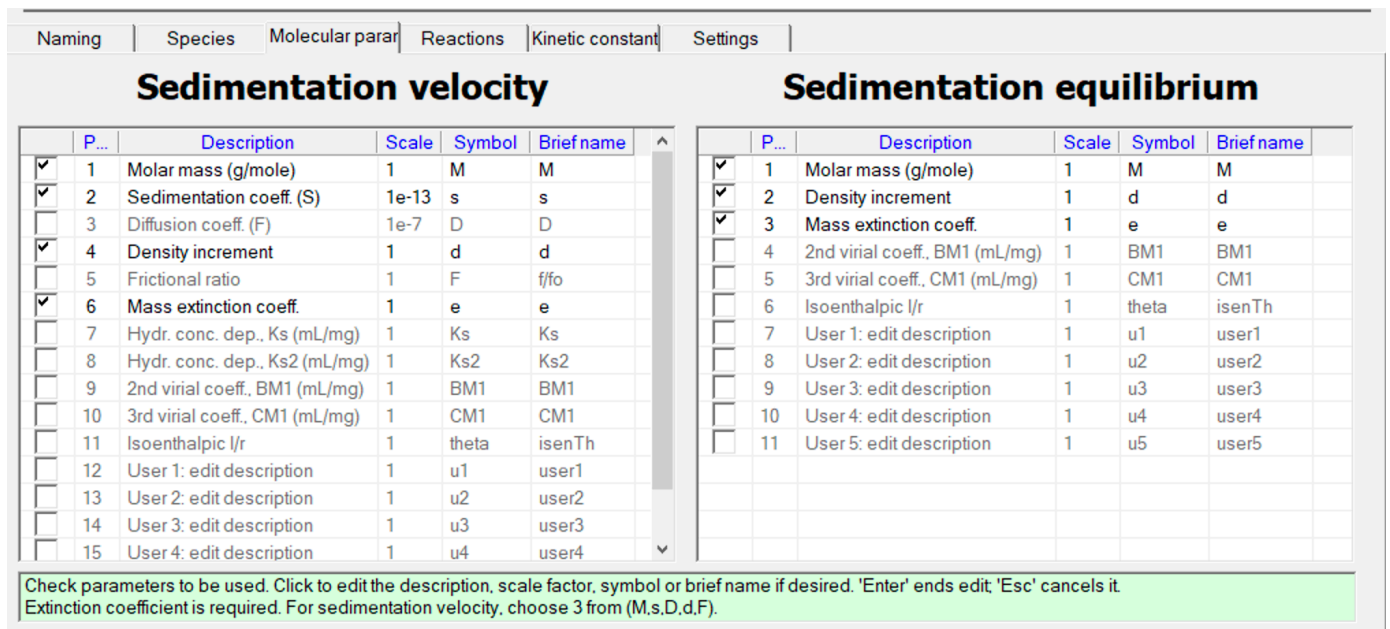 Naming Species Molecular parar Reactions Kinetic constant Settings
Sedimentation velocity
P... Description Scale Symbol Brief name
1 Molar mass (g/mole) 1 M M
2 Sedimentation coeff. (S) 1e-13 s s
3 Diffusion coeff. (F) 1e-7 D D
4 Density increment 1 d d
5 Frictional ratio 1 F f/fo
6 Mass extinction coeff. 1 e e
7 Hydr. conc. dep., Ks (mL/mg) 1 Ks Ks
8 Hydr. conc. dep., Ks2 (mL/mg) 1 Ks2 Ks2
9 2nd virial coeff., BM1 (mL/mg) 1 BM1 BM1
10 3rd virial coeff., CM1 (mL/mg) 1 CM1 CM1
11 Isoenthalpic l/r 1 theta isenTh
12 User 1: edit description 1 u1 user1
13 User 2: edit description 1 u2 user2
14 User 3: edit description 1 u3 user3
15 User 4: edit description 1 u4 user4
Sedimentation equilibrium
P... Description Scale Symbol Brief name
1 Molar mass (g/mole) 1 M M
2 Density increment 1 d d
3 Mass extinction coeff. 1 e e
4 2nd virial coeff., BM1 (mL/mg) 1 BM1 BM1
5 3rd virial coeff., CM1 (mL/mg) 1 CM1 CM1
6 Isoenthalpic l/r 1 theta isenTh
7 User 1: edit description 1 u1 user1
8 User 2: edit description 1 u2 user2
9 User 3: edit description 1 u3 user3
10 User 4: edit description 1 u4 user4
11 User 5: edit description 1 u5 user5
Check parameters to be used. Click to edit the description, scale factor, symbol or brief name if desired. 'Enter' ends edit; 'Esc' cancels it.
Extinction coefficient is required. For sedimentation velocity, choose 3 from (M,s,D,d,F).